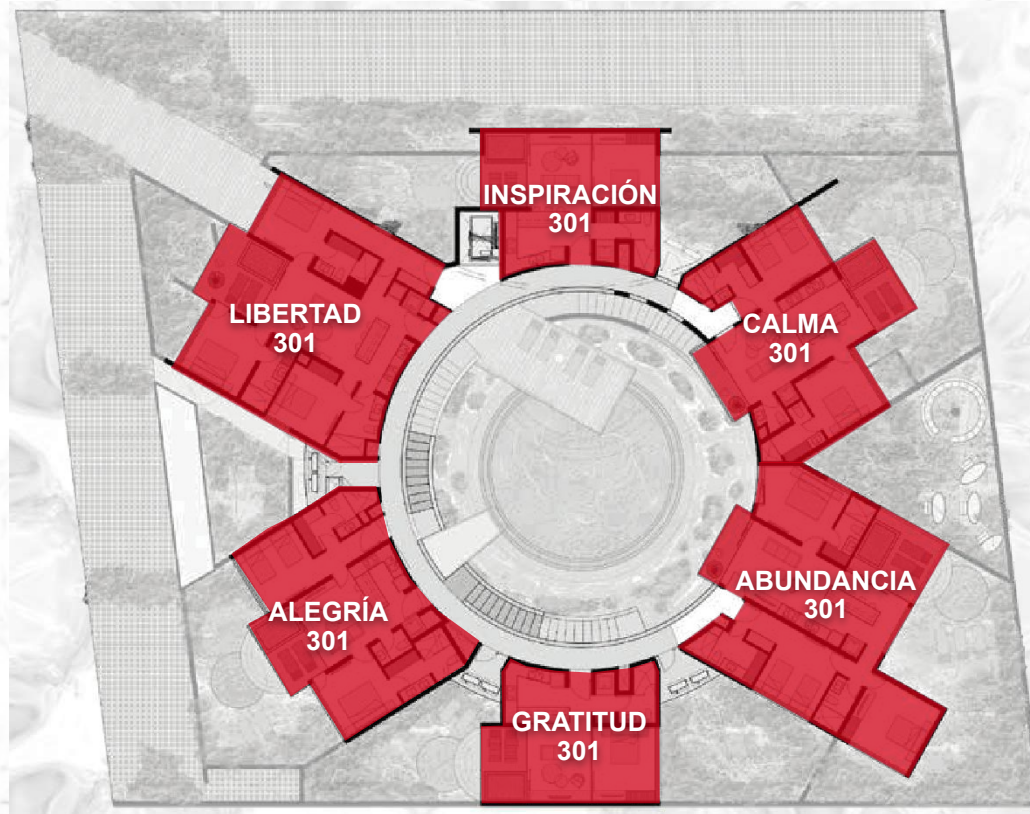 INSPIRACIÓN
301
LIBERTAD
301
CALMA
301
ABUNDANCIA
301
ALEGRÍA
301
GRATITUD
301